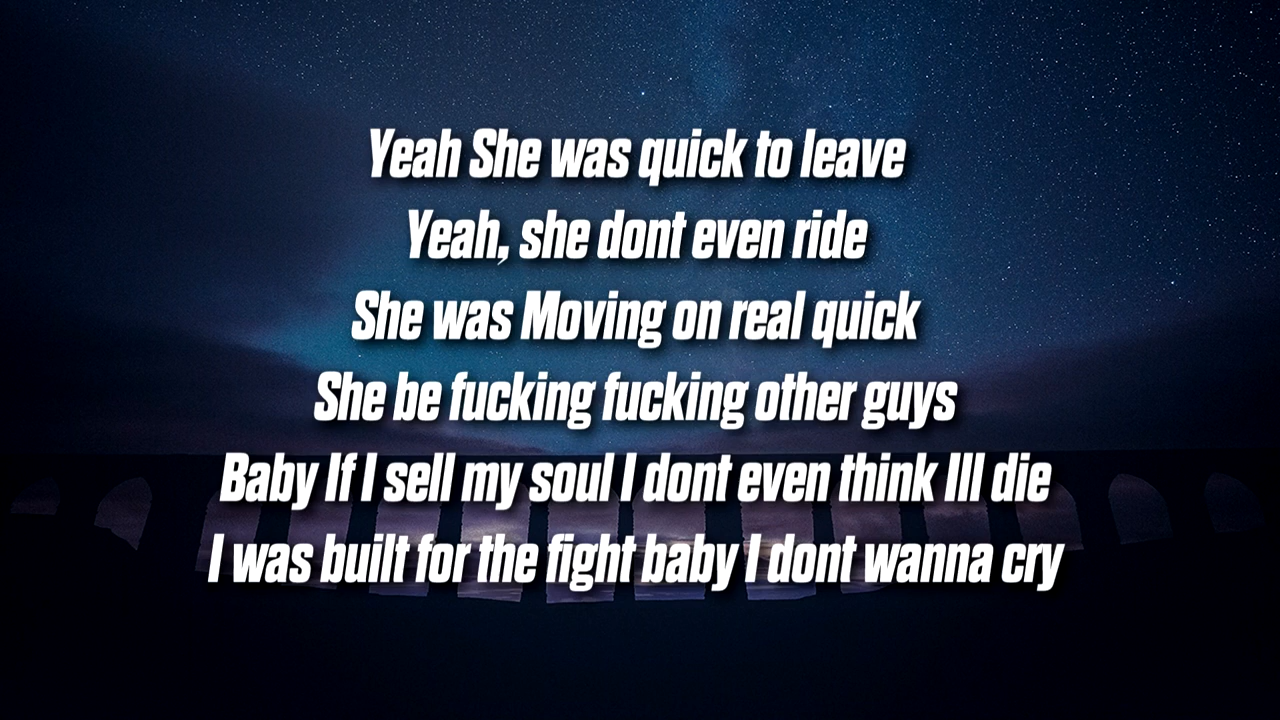 Yeah She was quick to leave
Yeah, she dont even ride
She was Moving on real quick
She be fucking fucking other guys
Baby If I sell my soul I dont even think Ill die
I was built for the fight baby I dont wanna cry